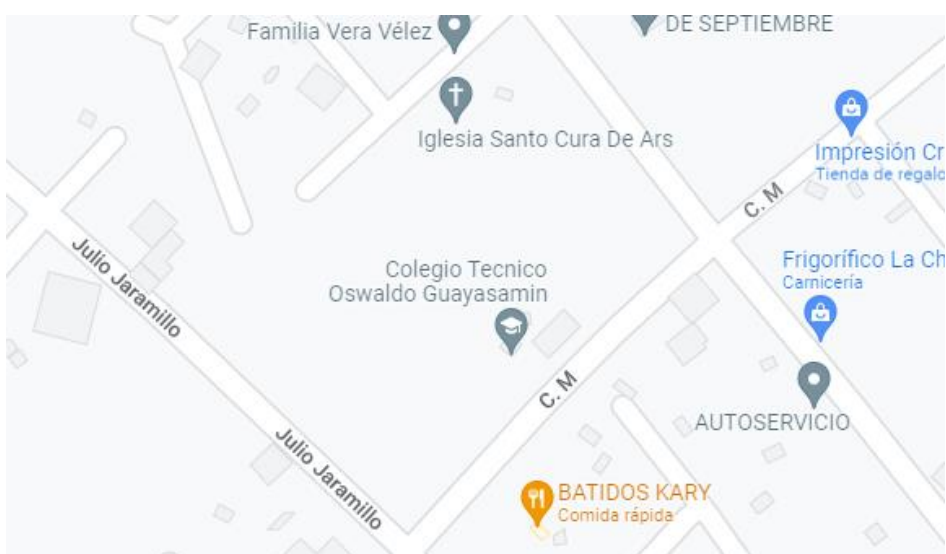 Familia Vera Vélez
DE SEPTIEMBRE
Iglesia Santo Cura De Ars
Impresión Cr
Tienda de regalo
C. M
Julio Jaramillo
Colegio Tecnico
Oswaldo Guayasamin
Frigorífico La Ch
Carnicería
C. M
AUTOSERVICIO
Julio Jaramillo
BATIDOS KARY
Comida rápida